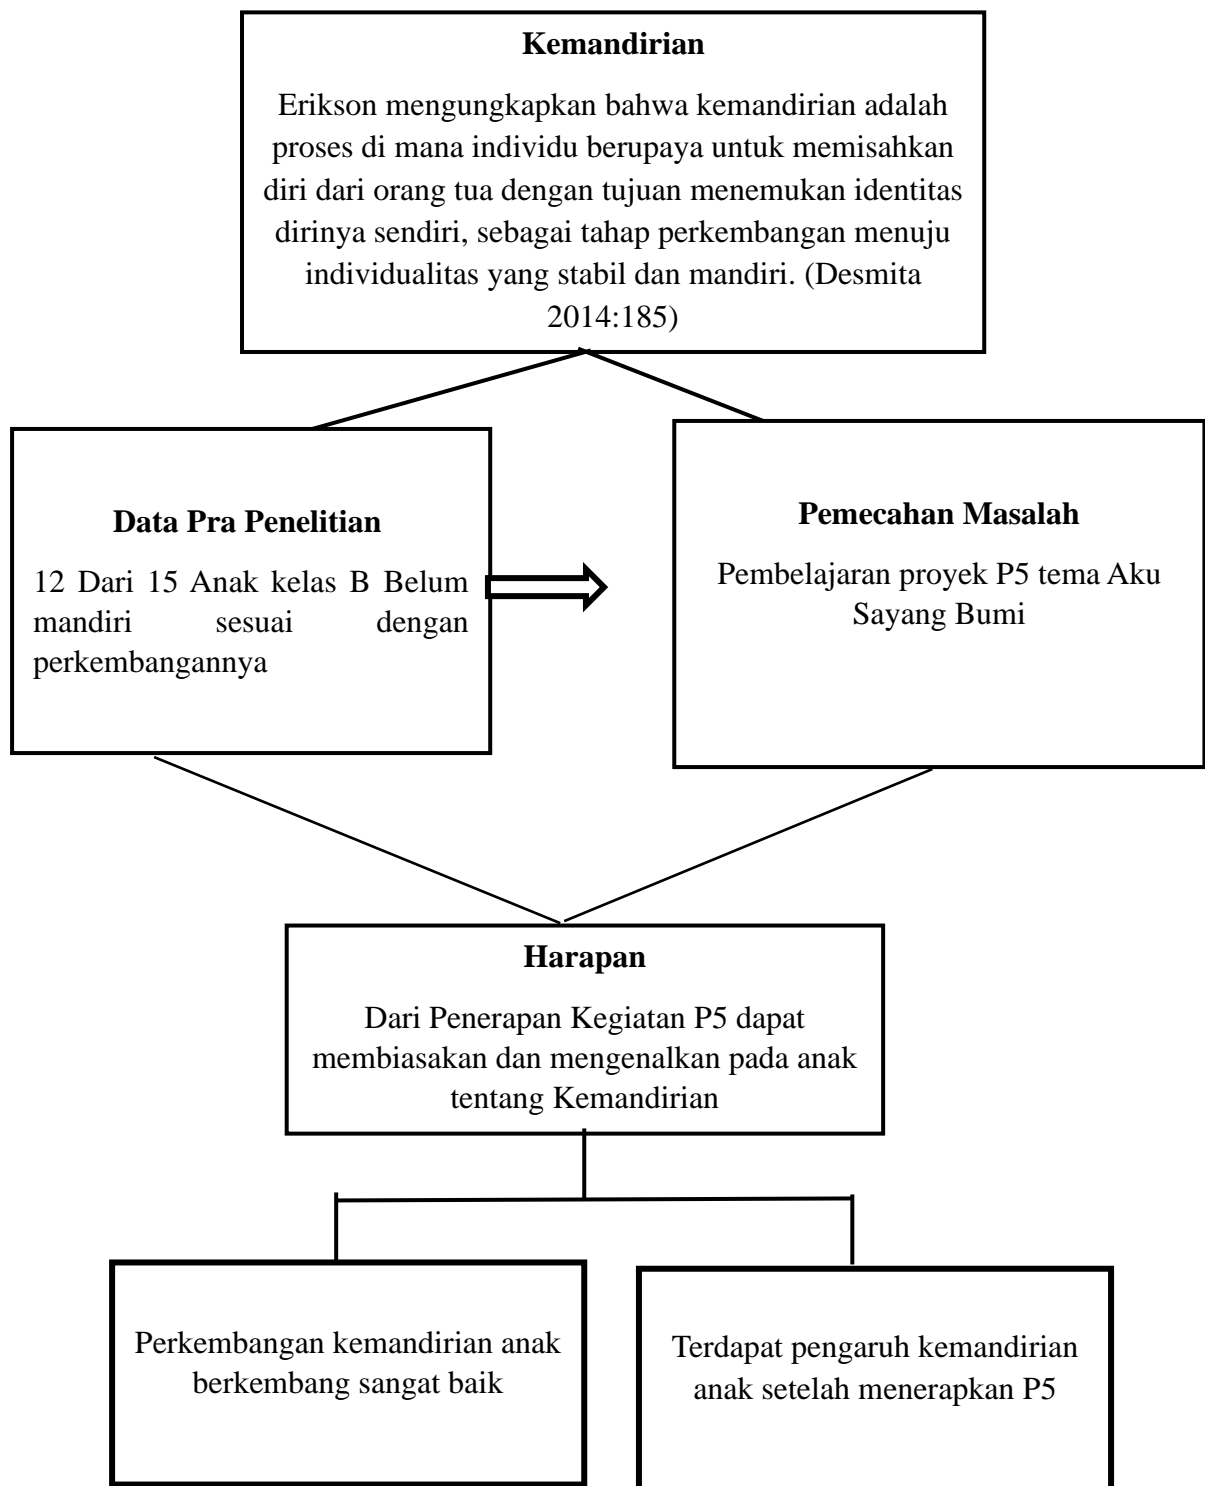 Kemandirian
Erikson mengungkapkan bahwa kemandirian adalah
proses di mana individu berupaya untuk memisahkan
diri dari orang tua dengan tujuan menemukan identitas
dirinya sendiri, sebagai tahap perkembangan menuju
individualitas yang stabil dan mandiri. (Desmita
2014:185)
Data Pra Penelitian
12 Dari 15 Anak kelas B Belum
mandiri sesuai dengan
perkembangannya
Pemecahan Masalah
Pembelajaran proyek P5 tema Aku
Sayang Bumi
Harapan
Dari Penerapan Kegiatan P5 dapat
membiasakan dan mengenalkan pada anak
tentang Kemandirian
Perkembangan kemandirian anak
berkembang sangat baik
Terdapat pengaruh kemandirian
anak setelah menerapkan P5